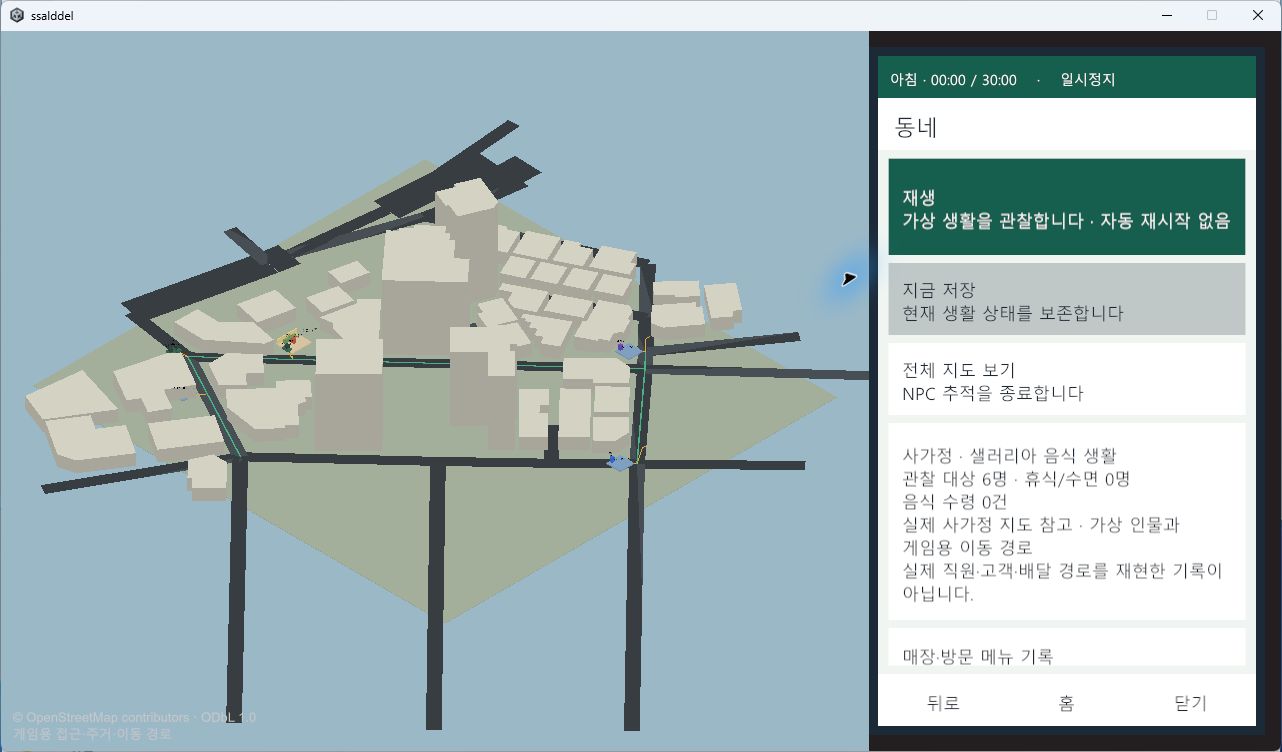 ssalddel
아침 · 00:00 / 30:00 · 일시정지
동네
재생
가상 생활을 관찰합니다 · 자동 재시작 없음
지금 저장
현재 생활 상태를 보존합니다
전체 지도 보기
NPC 추적을 종료합니다
사가정 · 샐러리아 음식 생활
관찰 대상 6명 · 휴식/수면 0명
음식 수령 0건
실제 사가정 지도 참고 · 가상 인물과
게임용 이동 경로
실제 직원·고객·배달 경로를 재현한 기록이
아닙니다.
매장·방문 메뉴 기록
뒤로 홈 닫기
© OpenStreetMap contributors · ODbL 1.0
게임용 접근·주거·이동 경로